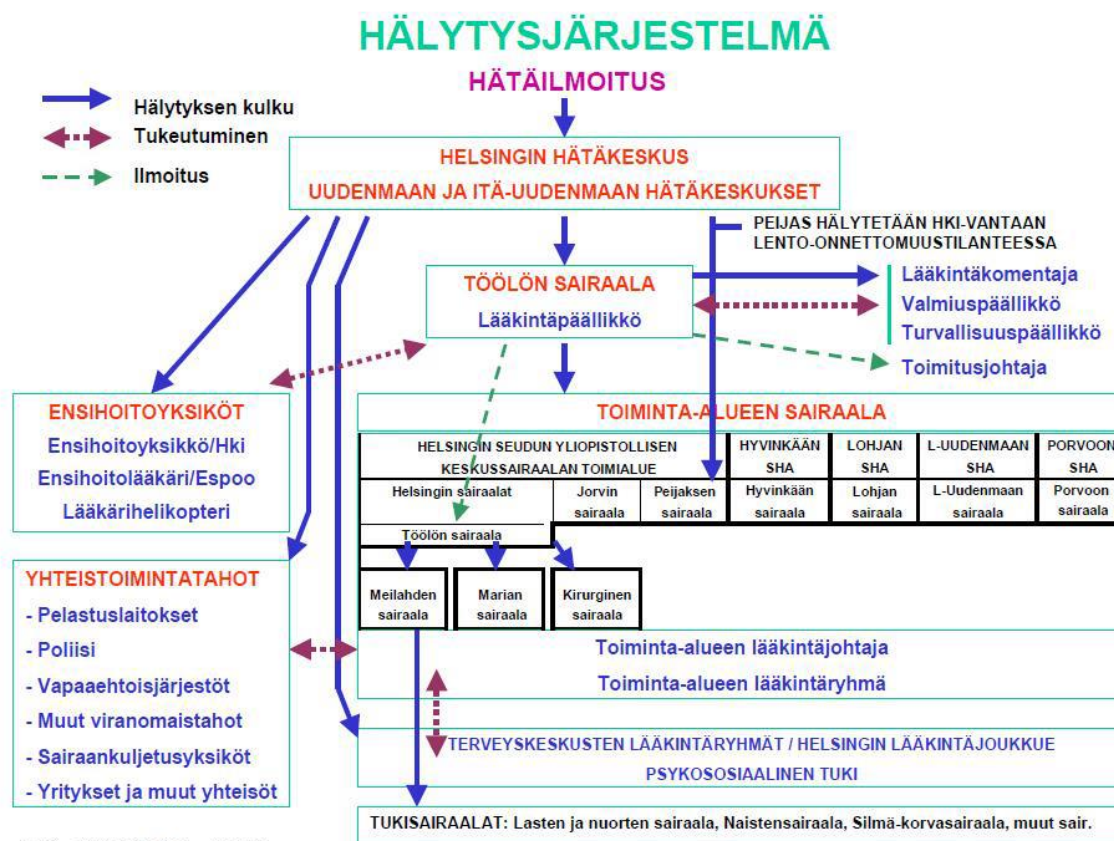 HÄLYTYSJÄRJESTELMÄ
HÄTÄILMOITUS
Hälytyksen kulku
Tukeutuminen
Ilmoitus
HELSINGIN HÄTÄKESKUS
UUDENMAAN JA ITÄ-UUDENMAAN HÄTÄKESKUKSET
PEIJAS HÄLYTETÄÄN HKI-VANTAAN
LENTO-ONNETTOMUUSTILANTEESSA
TÖÖLÖN SAIRAALA
Lääkintäpäällikkö
Lääkintäkomentaja
Valmiuspäällikkö
Turvallisuuspäällikkö
Toimitusjohtaja
ENSIHOITOYKSIKÖT
Ensihoitoyksikkö/Hki
Ensihoitolääkäri/Espoo
Lääkärihelikopteri
YHTEISTOIMINTATAHOT
- Pelastuslaitokset
- Poliisi
- Vapaaehtoisjärjestöt
- Muut viranomaistahot
- Sairaankuljetusyksiköt
- Yritykset ja muut yhteisöt
TOIMINTA-ALUEEN SAIRAALA
HELSINGIN SEUDUN YLIOPISTOLLISEN
KESKUSSAIRAALAN TOIMIALUE
HYVINKÄÄN
SHA
LOHJAN
SHA
L-UUDENMAAN
SHA
PORVOON
SHA
Helsingin sairaalat
Jorvin
sairaala
Peijaksen
sairaala
Hyvinkään
sairaala
Lohjan
sairaala
L-Uudenmaan
sairaala
Porvoon
sairaala
Töölön sairaala
Meilahden
sairaala
Marian
sairaala
Kirurginen
sairaala
Toiminta-alueen lääkintäjohtaja
Toiminta-alueen lääkintäryhmä
TERVEYSKESKUSTEN LÄÄKINTÄRYHMÄT / HELSINGIN LÄÄKINTÄJOUKKUE
PSYKOSOSIAALINEN TUKI
TUKISAIRAALAT: Lasten ja nuorten sairaala, Naistensairaala, Silmä-korvasairaala, muut sair.